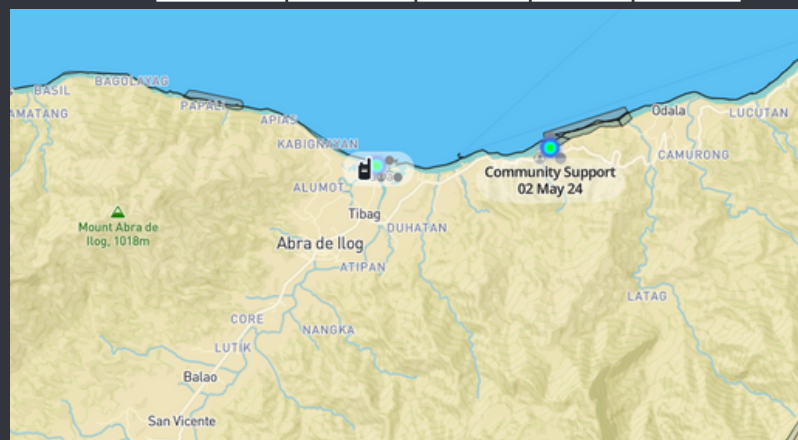 BAGOLAYAG
BASIL
AMATANG
PAPALI
APIAS
KABIGNAYAN
Odala
LUCUTAN
CAMURONG
Community Support
02 May 24
ALUMOT
Tibag
DUHATAN
Mount Abra de
Ilog, 1018m
Abra de Ilog
ATIPAN
LATAG
CORE
NANGKA
LUTIK
Balao
San Vicente